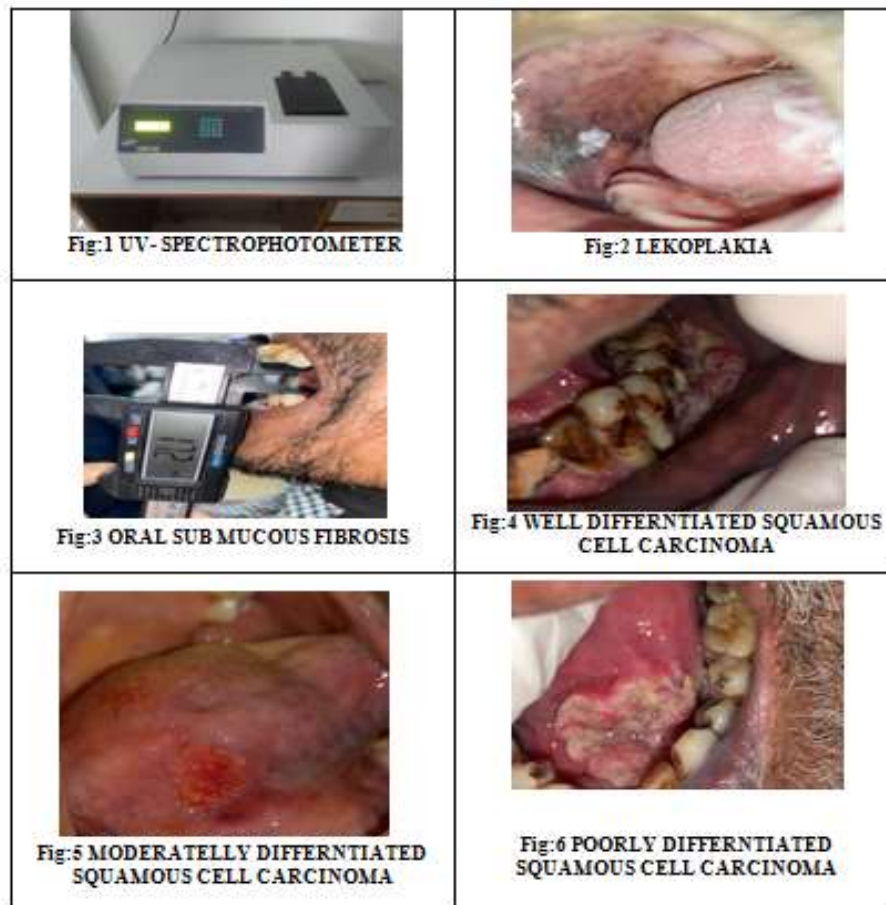 Fig:1 UV- SPECTROPHOTOMETER
Fig:2 LEKOPLAKIA
Fig:3 ORAL SUB MUCOUS FIBROSIS
Fig:4 WELL DIFFERNTIATED SQUAMOUS
CELL CARCINOMA
Fig:5 MODERATELLY DIFFERNTIATED
SQUAMOUS CELL CARCINOMA
Fig:6 POORLY DIFFERNTIATED
SQUAMOUS CELL CARCINOMA